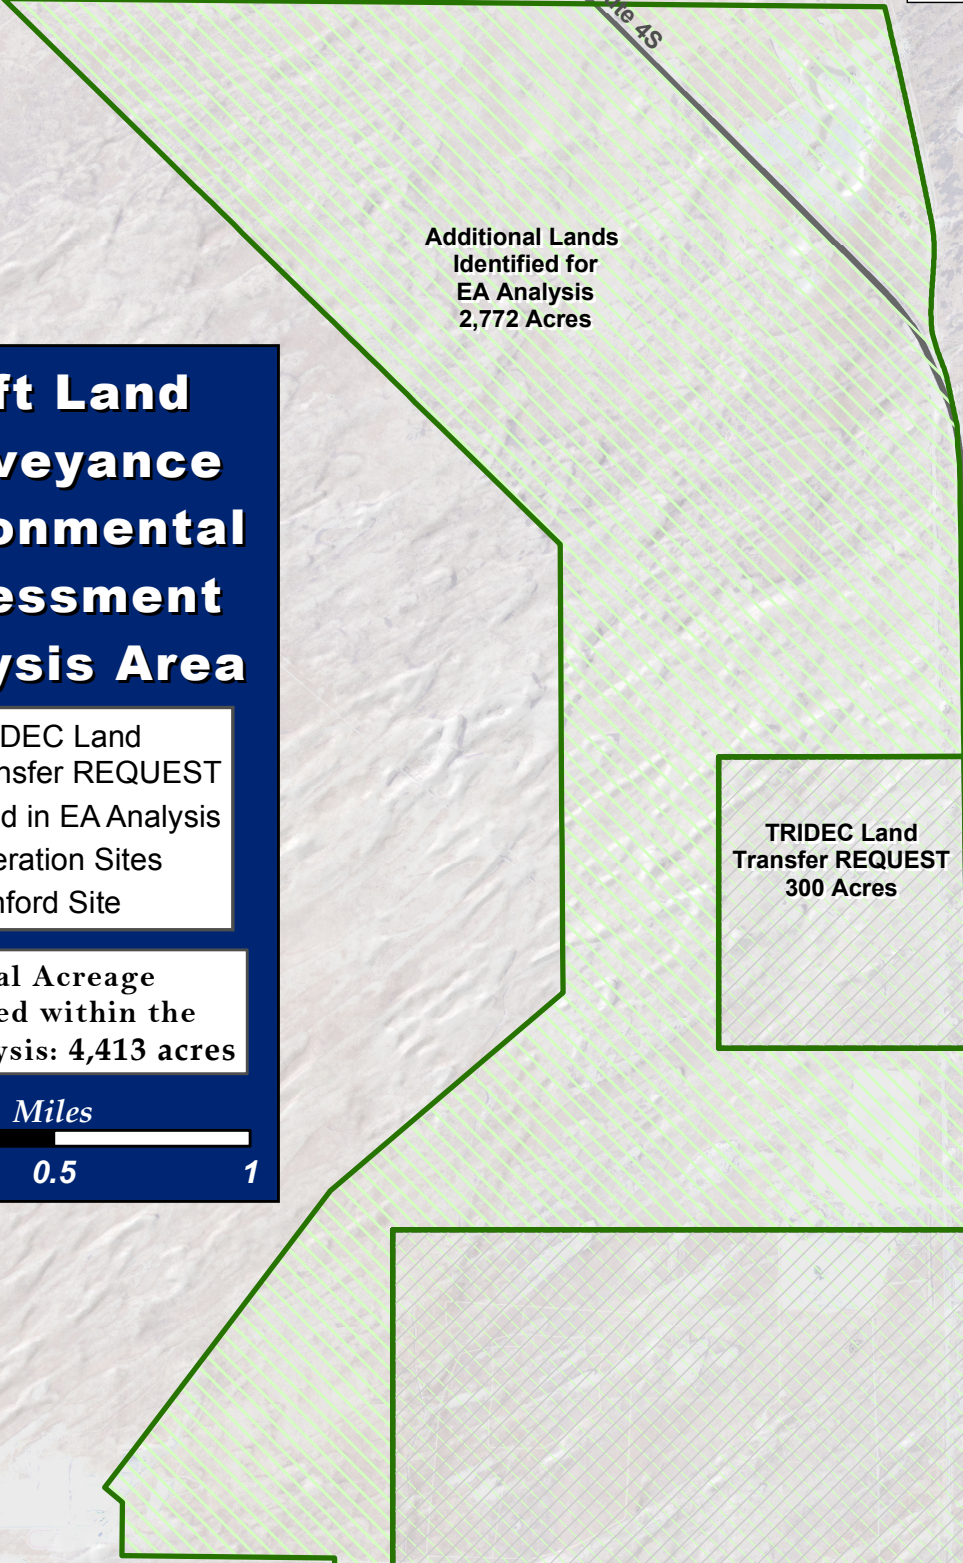 te 4S
Additional Lands
Identified for
EA Analysis
2,772 Acres
ft Land
veyance
onmental
essment
ysis Area
DEC Land
nsfer REQUEST
d in EA Analysis
eration Sites
nford Site
al Acreage
ed within the
ysis: 4,413 acres
Miles
0.5 1
TRIDEC Land
Transfer REQUEST
300 Acres